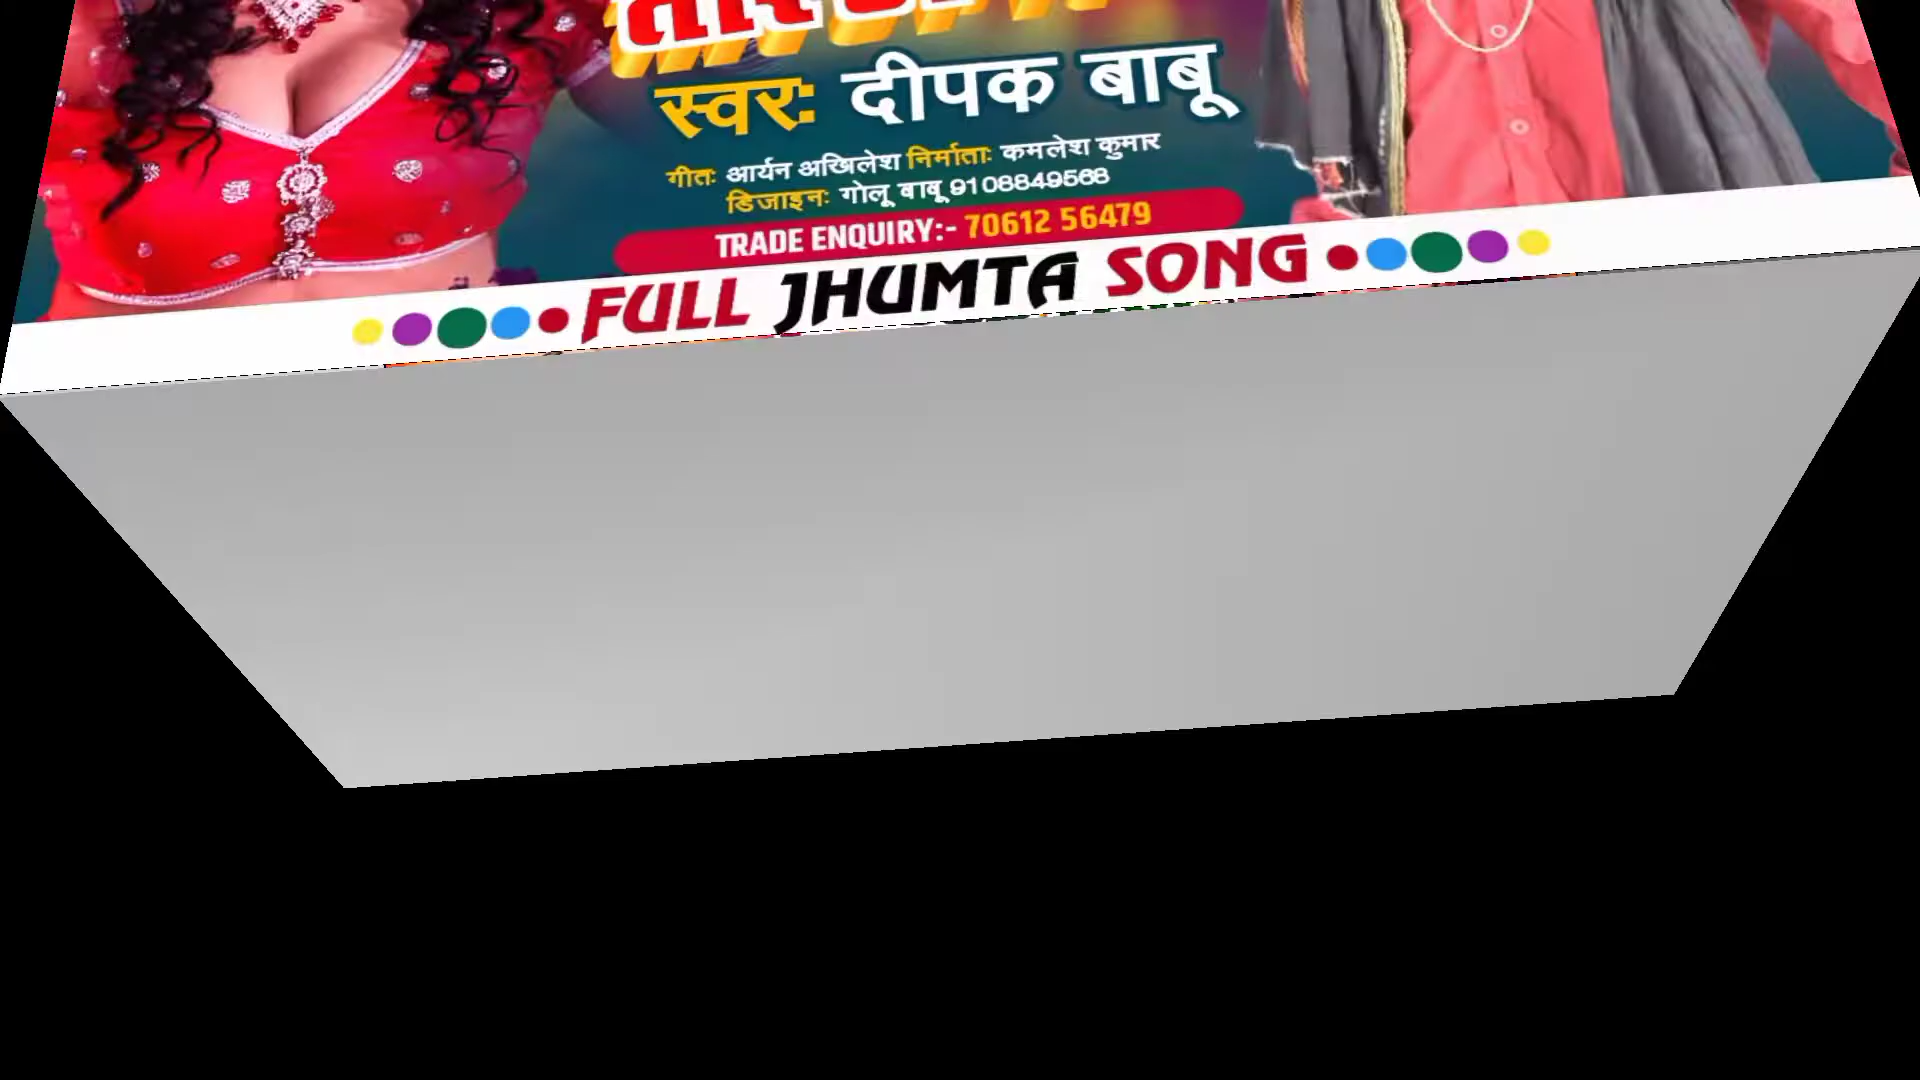 स्वरः दीपक बाबू
गीतः आर्यन अखिलेश निर्माताः कमलेश कुमार
डिजाइनः गोलू बाबू 9108849568
TRADE ENQUIRY:- 70612 56479
FULL JHUMTA SONG